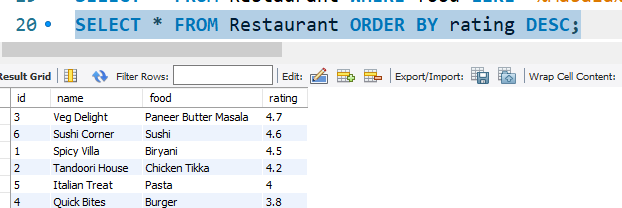 20 SELECT * FROM Restaurant ORDER BY rating DESC;
Result Grid Filter Rows: Edit: Export/Import: Wrap Cell Content:
id name food rating
3 Veg Delight Paneer Butter Masala 4.7
6 Sushi Corner Sushi 4.6
1 Spicy Villa Biryani 4.5
2 Tandoori House Chicken Tikka 4.2
5 Italian Treat Pasta 4
4 Quick Bites Burger 3.8